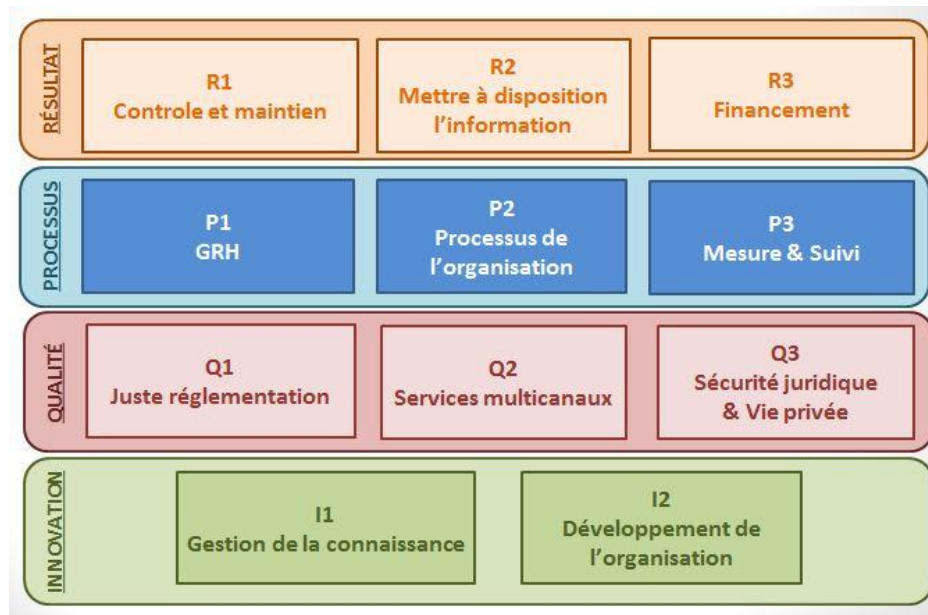 RÉSULTAT
R1
Controle et maintien
R2
Mettre à disposition
l'information
R3
Financement
PROCESSUS
P1
GRH
P2
Processus de
l'organisation
P3
Mesure & Suivi
QUALITÉ
Q1
Juste réglementation
Q2
Services multicanaux
Q3
Sécurité juridique
& Vie privée
INNOVATION
I1
Gestion de la connaissance
I2
Développement de
l'organisation